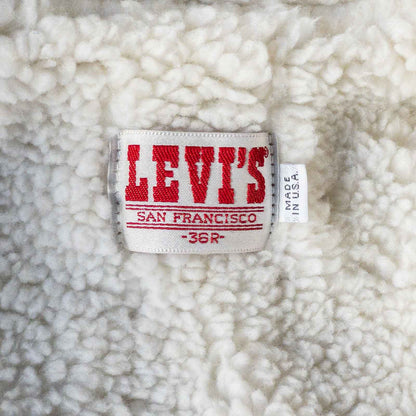 LEVI'S®
SAN FRANCISCO
-36R-
MADE
IN U.S.A.